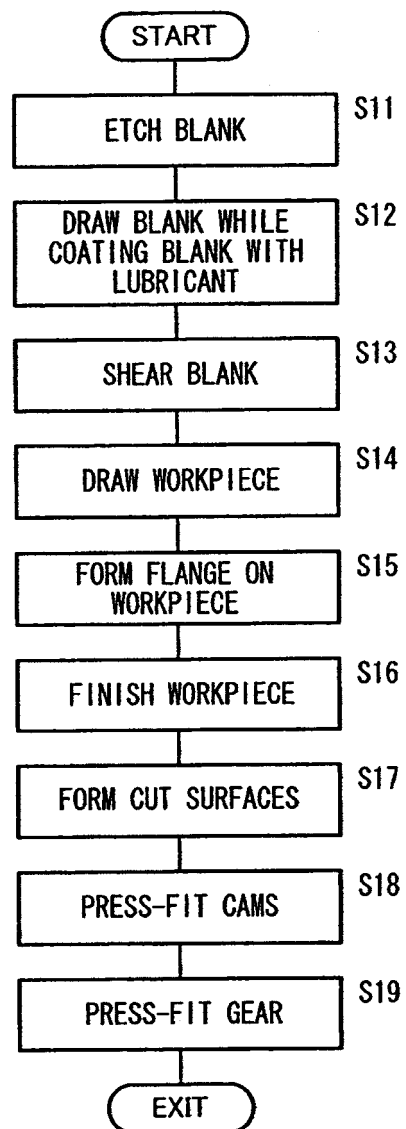 START
S11
ETCH BLANK
S12
DRAW BLANK WHILE
COATING BLANK WITH
LUBRICANT
S13
SHEAR BLANK
S14
DRAW WORKPIECE
S15
FORM FLANGE ON
WORKPIECE
S16
FINISH WORKPIECE
S17
FORM CUT SURFACES
S18
PRESS-FIT CAMS
S19
PRESS-FIT GEAR
EXIT